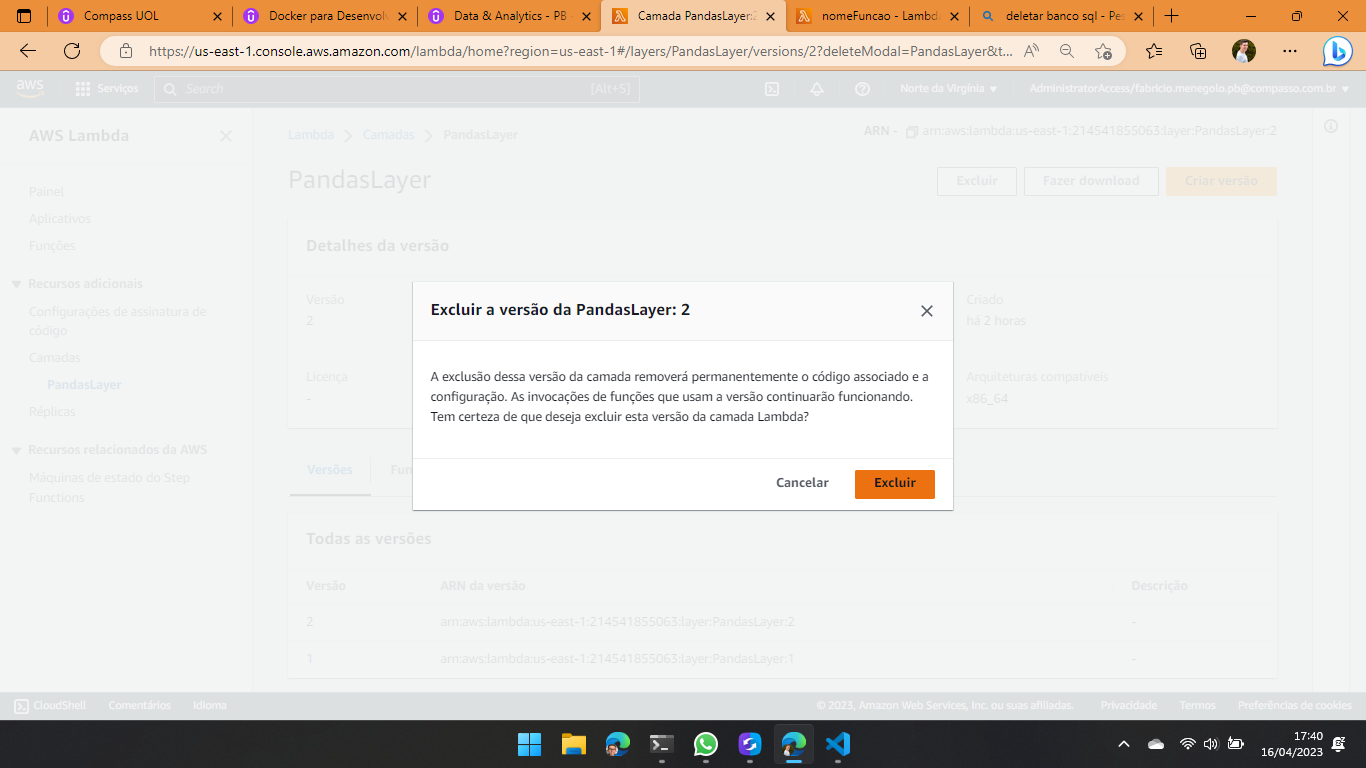 Compass UOL
Docker para Desenvolv
Data & Analytics - PB -
Camada PandasLayer:2
nomeFuncao - Lambda
deletar banco sql - Pes
https://us-east-1.console.aws.amazon.com/lambda/home?region=us-east-1#/layers/PandasLayer/versions/2?deleteModal=PandasLayer&t...
aws
Serviços
Search
[Alt+S]
Norte da Virgínia
AdministratorAccess/fabricio.menegolo.pb@compasso.com.br
AWS Lambda
Painel
Aplicativos
Funções
Recursos adicionais
Configurações de assinatura de
código
Camadas
PandasLayer
Réplicas
Recursos relacionados da AWS
Máquinas de estado do Step
Functions
Lambda
Camadas
PandasLayer
ARN - arn:aws:lambda:us-east-1:214541855063:layer:PandasLayer:2
PandasLayer
Excluir
Fazer download
Criar versão
Detalhes da versão
Versão
2
Criado
há 2 horas
Licença
-
Arquiteturas compatíveis
x86_64
Excluir a versão da PandasLayer: 2
A exclusão dessa versão da camada removerá permanentemente o código associado e a
configuração. As invocações de funções que usam a versão continuarão funcionando.
Tem certeza de que deseja excluir esta versão da camada Lambda?
Cancelar
Excluir
Versões
Fun
Todas as versões
Versão ARN da versão Descrição
2 arn:aws:lambda:us-east-1:214541855063:layer:PandasLayer:2 -
1 arn:aws:lambda:us-east-1:214541855063:layer:PandasLayer:1 -
CloudShell
Comentários
Idioma
© 2023, Amazon Web Services, Inc. ou suas afiliadas.
Privacidade
Termos
Preferências de cookies
17:40
16/04/2023